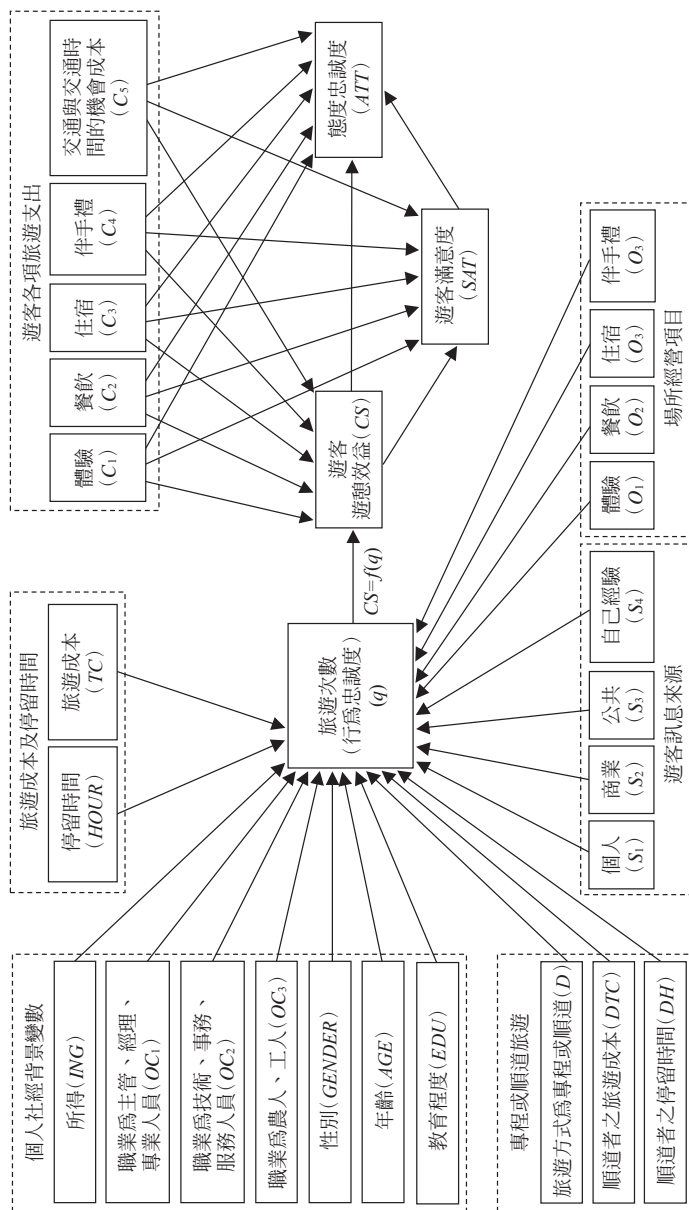 個人社經背景變數
所得(ING)
職業為主管、經理、
專業人員(OC₁)
職業為技術、事務、
服務人員(OC₂)
職業為農人、工人(OC₃)
性別(GENDER)
年齡(AGE)
教育程度(EDU)
專程或順道旅遊
旅遊方式為專程或順道(D)
順道者之旅遊成本(DTC)
順道者之停留時間(DH)
旅遊成本及停留時間
停留時間
(HOUR)
旅遊成本
(TC)
旅遊次數
(行為忠誠度)
(q)
CS=f(q)
遊客訊息來源
個人
(S₁)
商業
(S₂)
公共
(S₃)
自己經驗
(S₄)
場所經營項目
體驗
(O₁)
餐飲
(O₂)
住宿
(O₃)
伴手禮
(O₃)
遊客各項旅遊支出
體驗
(C₁)
餐飲
(C₂)
住宿
(C₃)
伴手禮
(C₄)
交通與交通時
間的機會成本
(C₅)
遊客
遊憩效益(CS)
遊客滿意度
(SAT)
態度忠誠度
(ATT)